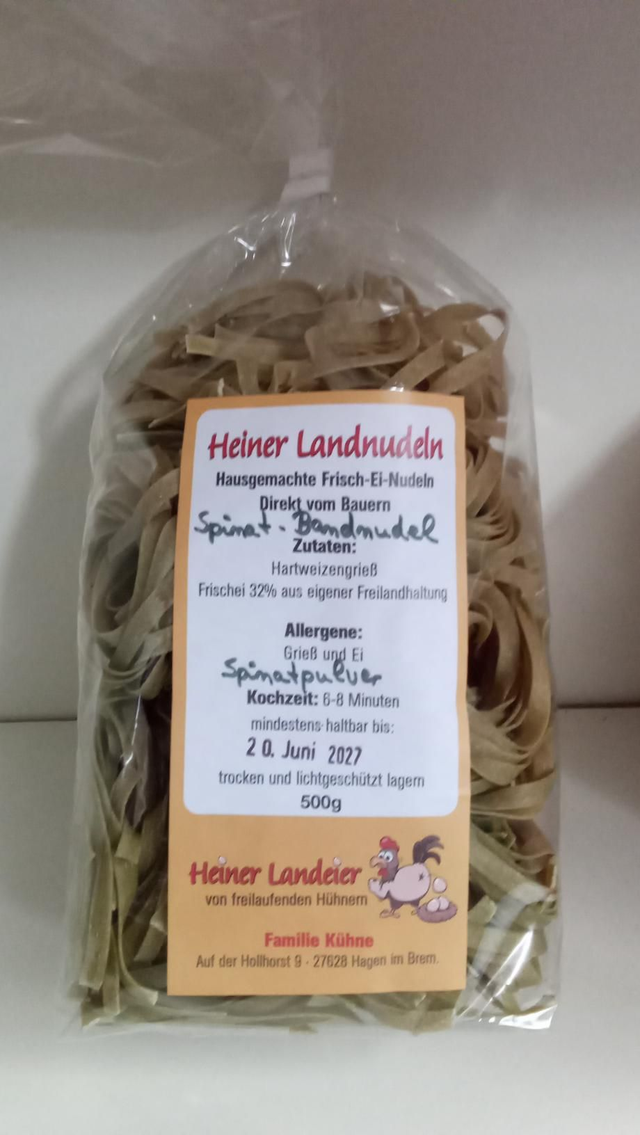 Heiner Landnudeln
Hausgemachte Frisch-Ei-Nudeln
Direkt vom Bauern
Spinat - Bandnudel
Zutaten:
Hartweizengrieß
Frischei 32% aus eigener Freilandhaltung
Allergene:
Grieß und Ei
Spinatpulver
Kochzeit: 6-8 Minuten
mindestens haltbar bis:
20. Juni 2027
trocken und lichtgeschützt lagern
500g
Heiner Landeier
von freilaufenden Hühnern
Familie Kühne
Auf der Hollhorst 9 - 27628 Hagen im Brem.